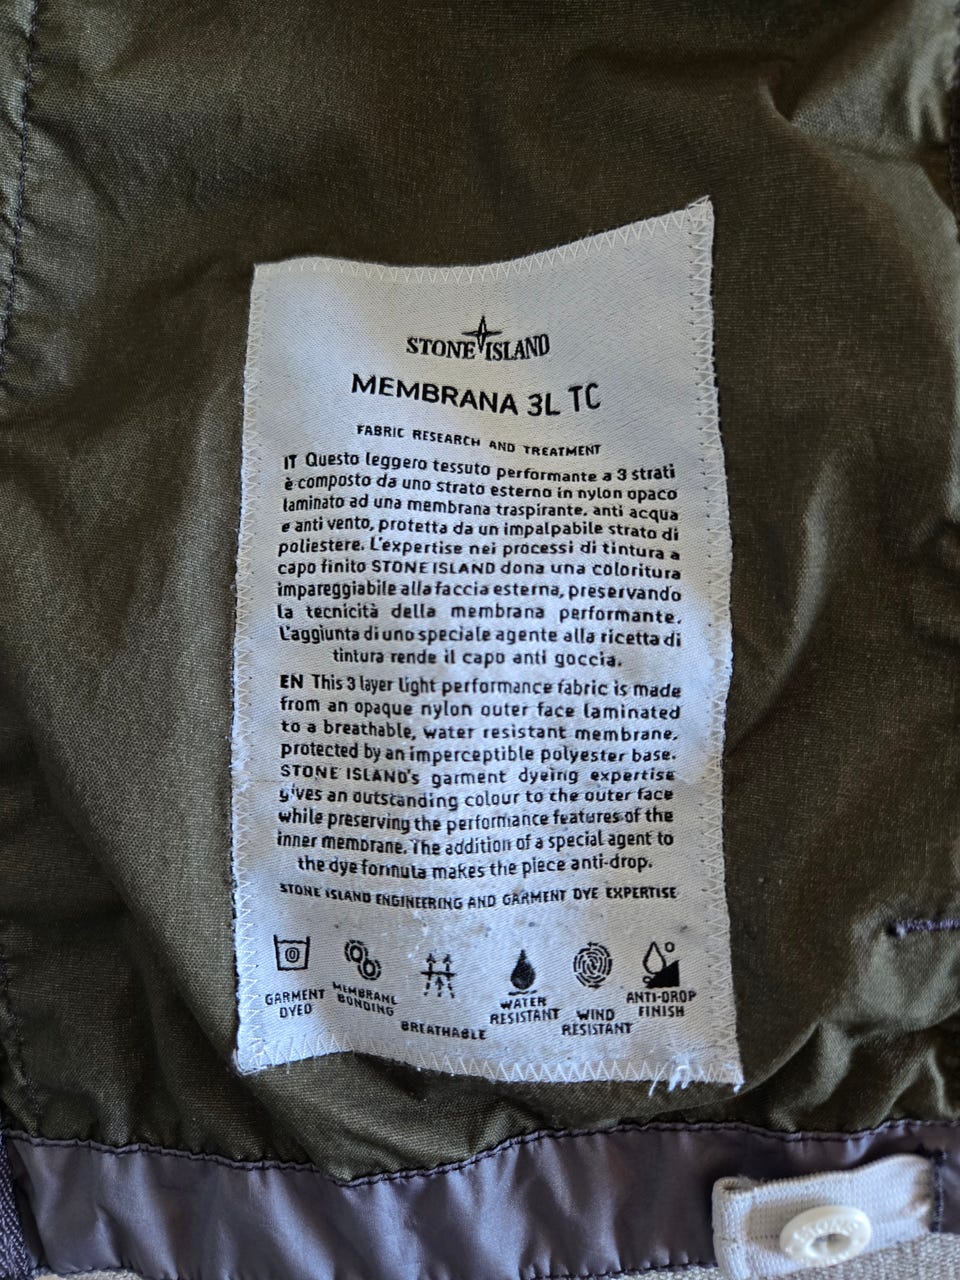 STONE ISLAND
MEMBRANA 3L TC
FABRIC RESEARCH AND TREATMENT
IT Questo leggero tessuto performante a 3 strati
è composto da uno strato esterno in nylon opaco
laminato ad una membrana traspirante, anti acqua
e anti vento, protetta da un impalpabile strato di
poliestere. L'expertise nei processi di tintura a
capo finito STONE ISLAND dona una coloritura
impareggiabile alla faccia esterna, preservando
la tecnicità della membrana performante.
L'aggiunta di uno speciale agente alla ricetta di
tintura rende il capo anti goccia.
EN This 3 layer light performance fabric is made
from an opaque nylon outer face laminated
to a breathable, water resistant membrane,
protected by an imperceptible polyester base.
STONE ISLAND's garment dyeing expertise
gives an outstanding colour to the outer face
while preserving the performance features of the
inner membrane. The addition of a special agent to
the dye formula makes the piece anti-drop.
STONE ISLAND ENGINEERING AND GARMENT DYE EXPERTISE
GARMENT
DYED
MEMBRANE
BONDING
BREATHABLE
WATER
RESISTANT
WIND
RESISTANT
ANTI-DROP
FINISH